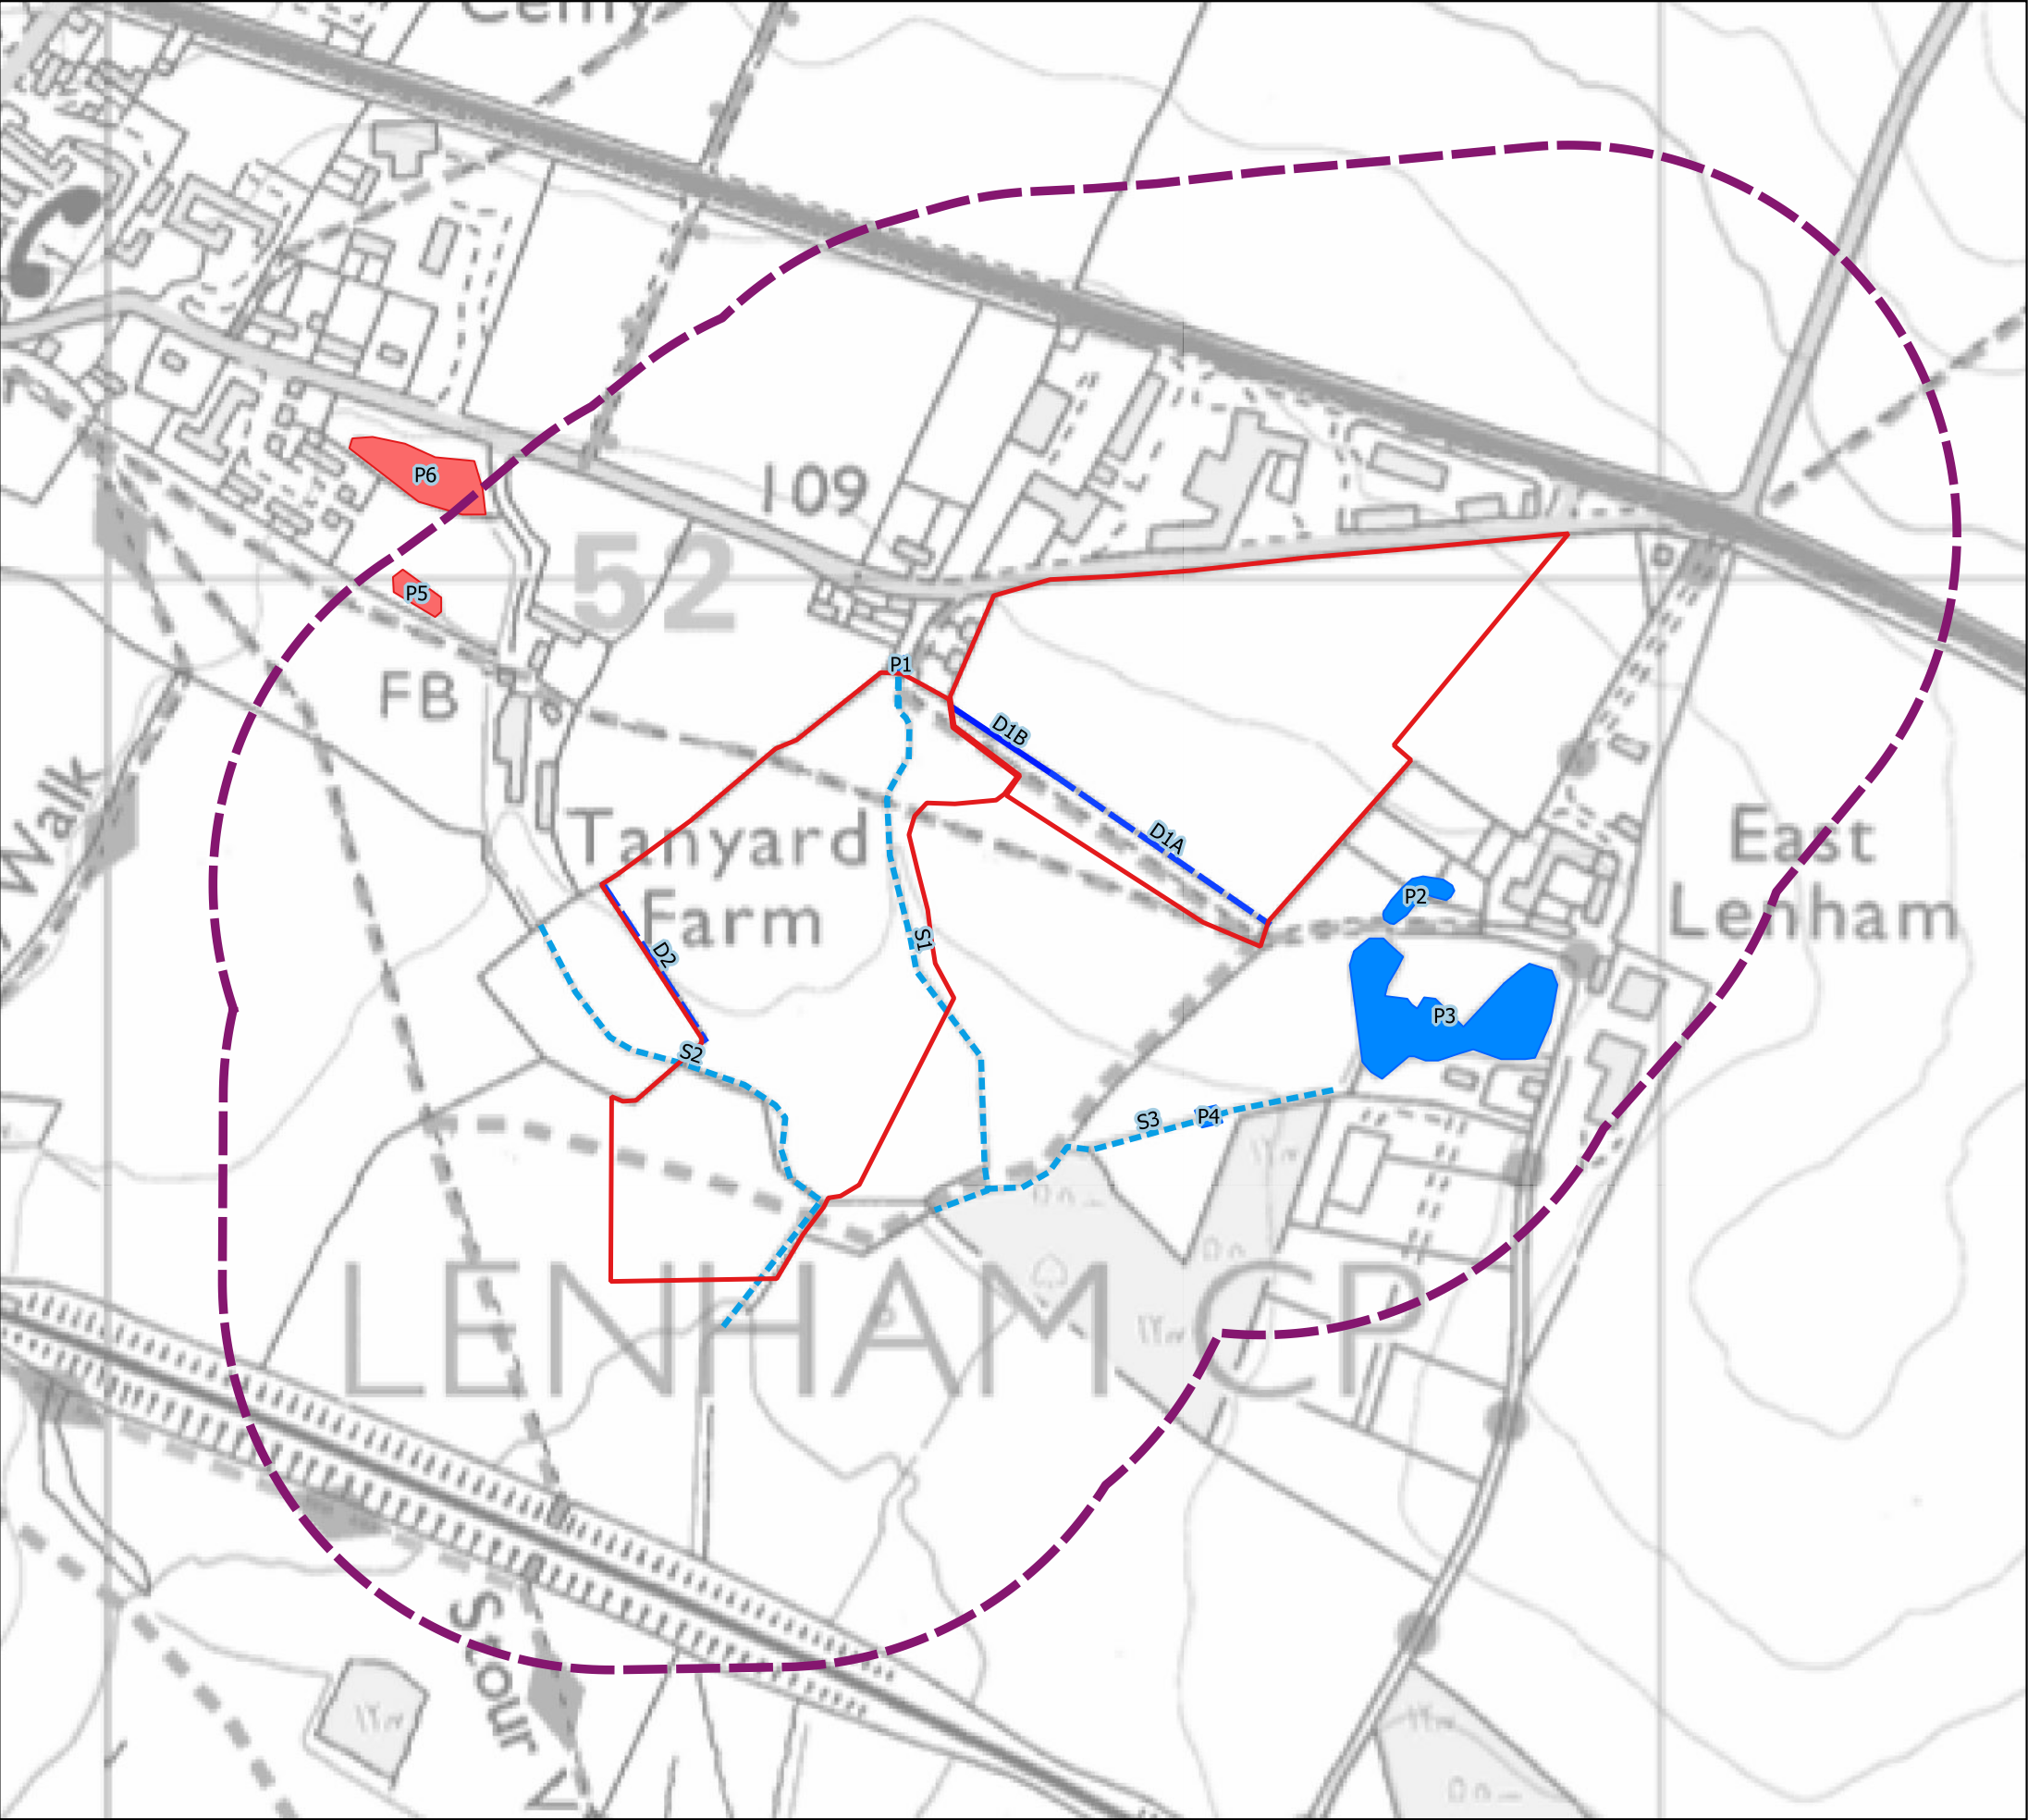 109
P6
52
P5
P1
FB
D1B
Walk
Tanyard
Farm
D1A
East
Lenham
P2
D2
S1
P3
S2
S3
P4
LENHAM CP
Stour V